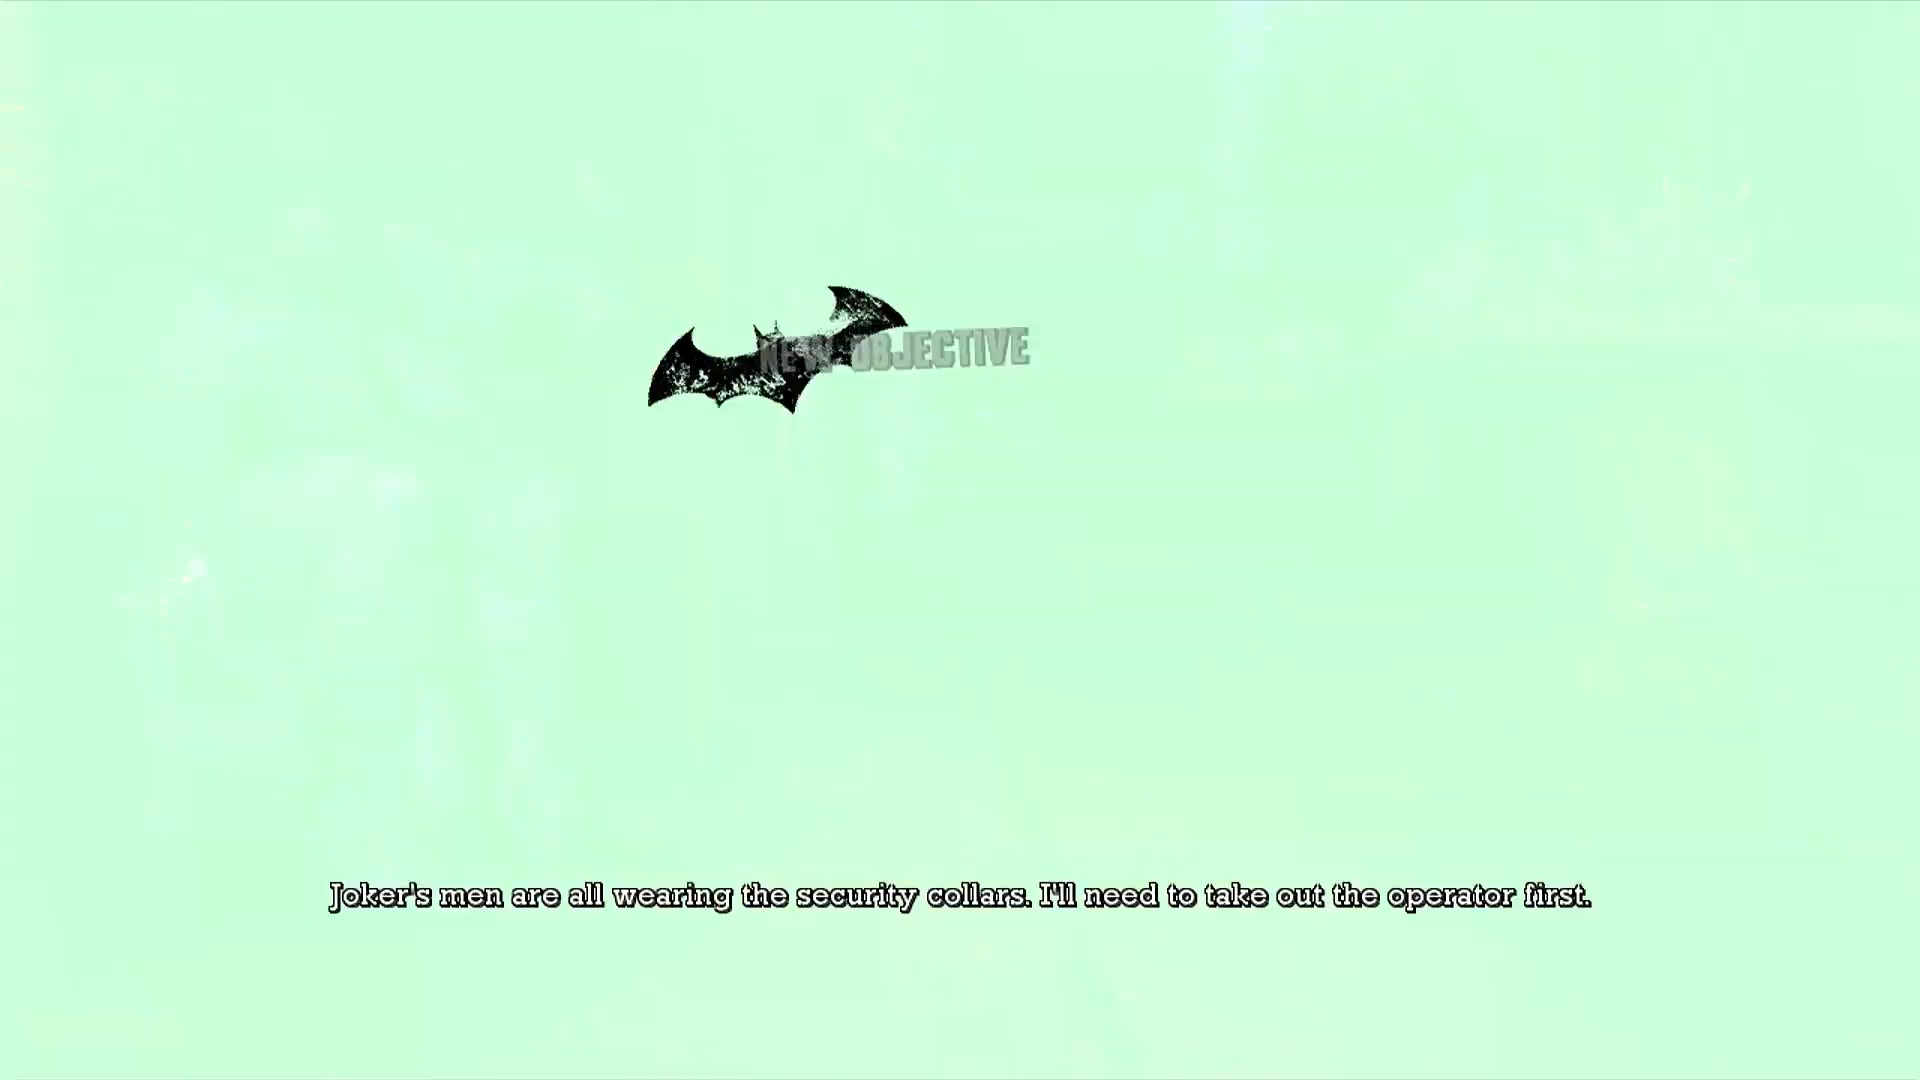 NEW OBJECTIVE
Joker's men are all wearing the security collars. I'll need to take out the operator first.